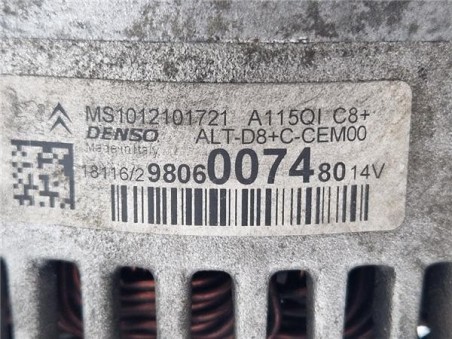 MS1012101721 A115QI C8+
DENSO ALT-D8+C-CEM00
Made in Italy
18116/2 9806007480 14V